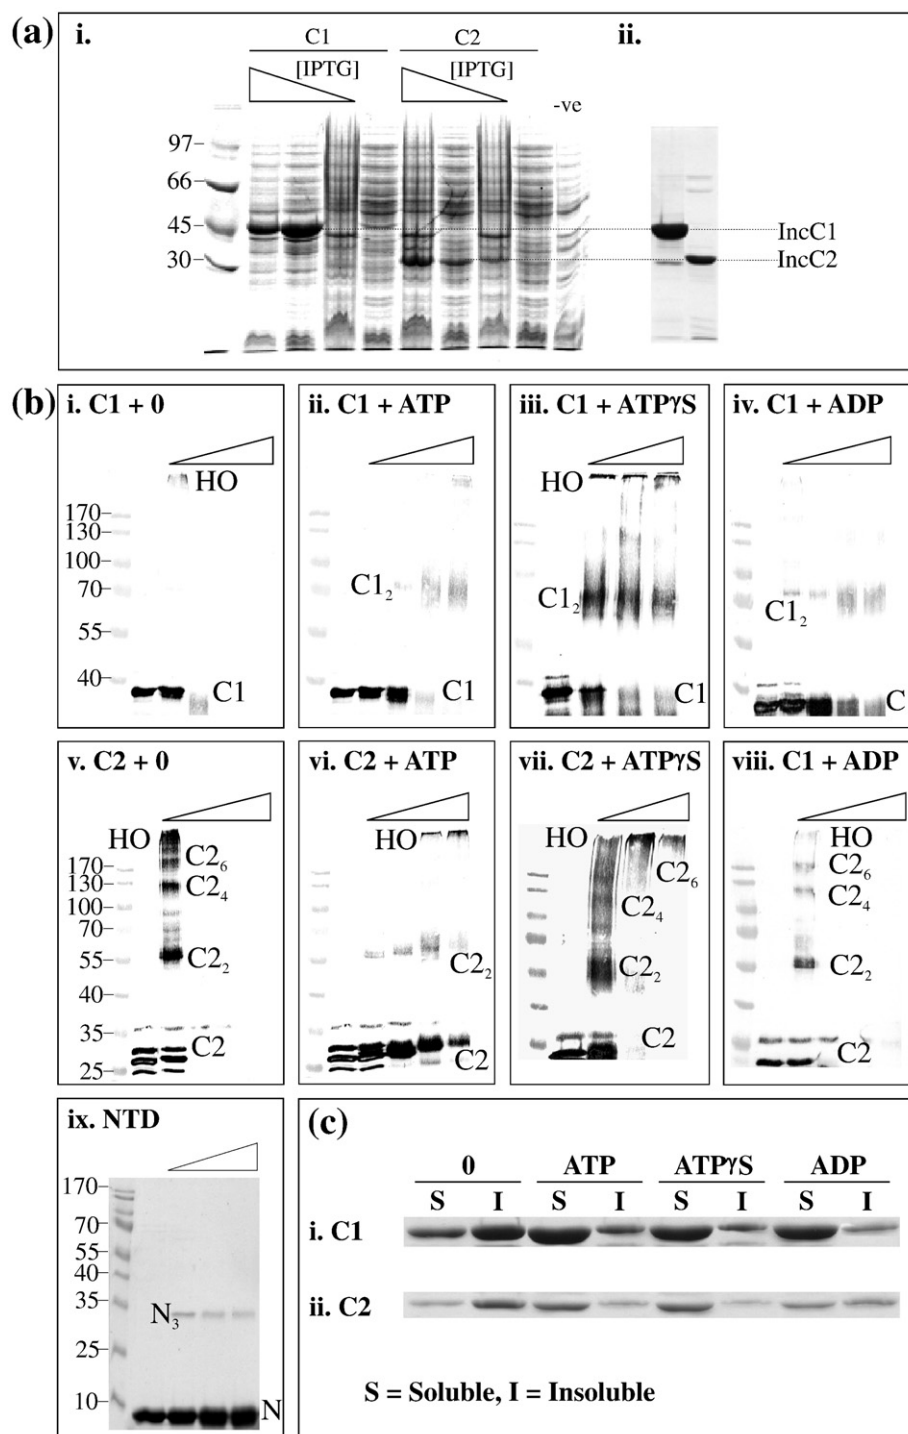 (a)
i.
C1
C2
[IPTG]
[IPTG]
-ve
97
66
45
30
ii.
IncC1
IncC2
(b)
i. C1 + 0
HO
170
130
100
70
55
40
C1
ii. C1 + ATP
C1₂
C1
iii. C1 + ATPγS
HO
C1₂
C1
iv. C1 + ADP
C1₂
C
v. C2 + 0
HO
170
130
100
70
55
40
35
25
C2₆
C2₄
C2₂
C2
vi. C2 + ATP
HO
C2₂
C2
vii. C2 + ATPγS
HO
C2₆
C2₄
C2₂
C2
viii. C1 + ADP
HO
C2₆
C2₄
C2₂
C2
ix. NTD
170
70
55
40
35
25
10
N₃
N
(c)
0 ATP ATPγS ADP
S I S I S I S I
i. C1
ii. C2
S = Soluble, I = Insoluble